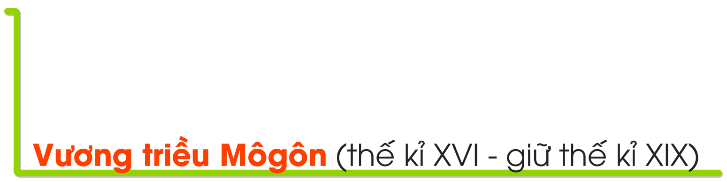 Vương triều Môgôn (thế kỉ XVI - giữ thế kỉ XIX)